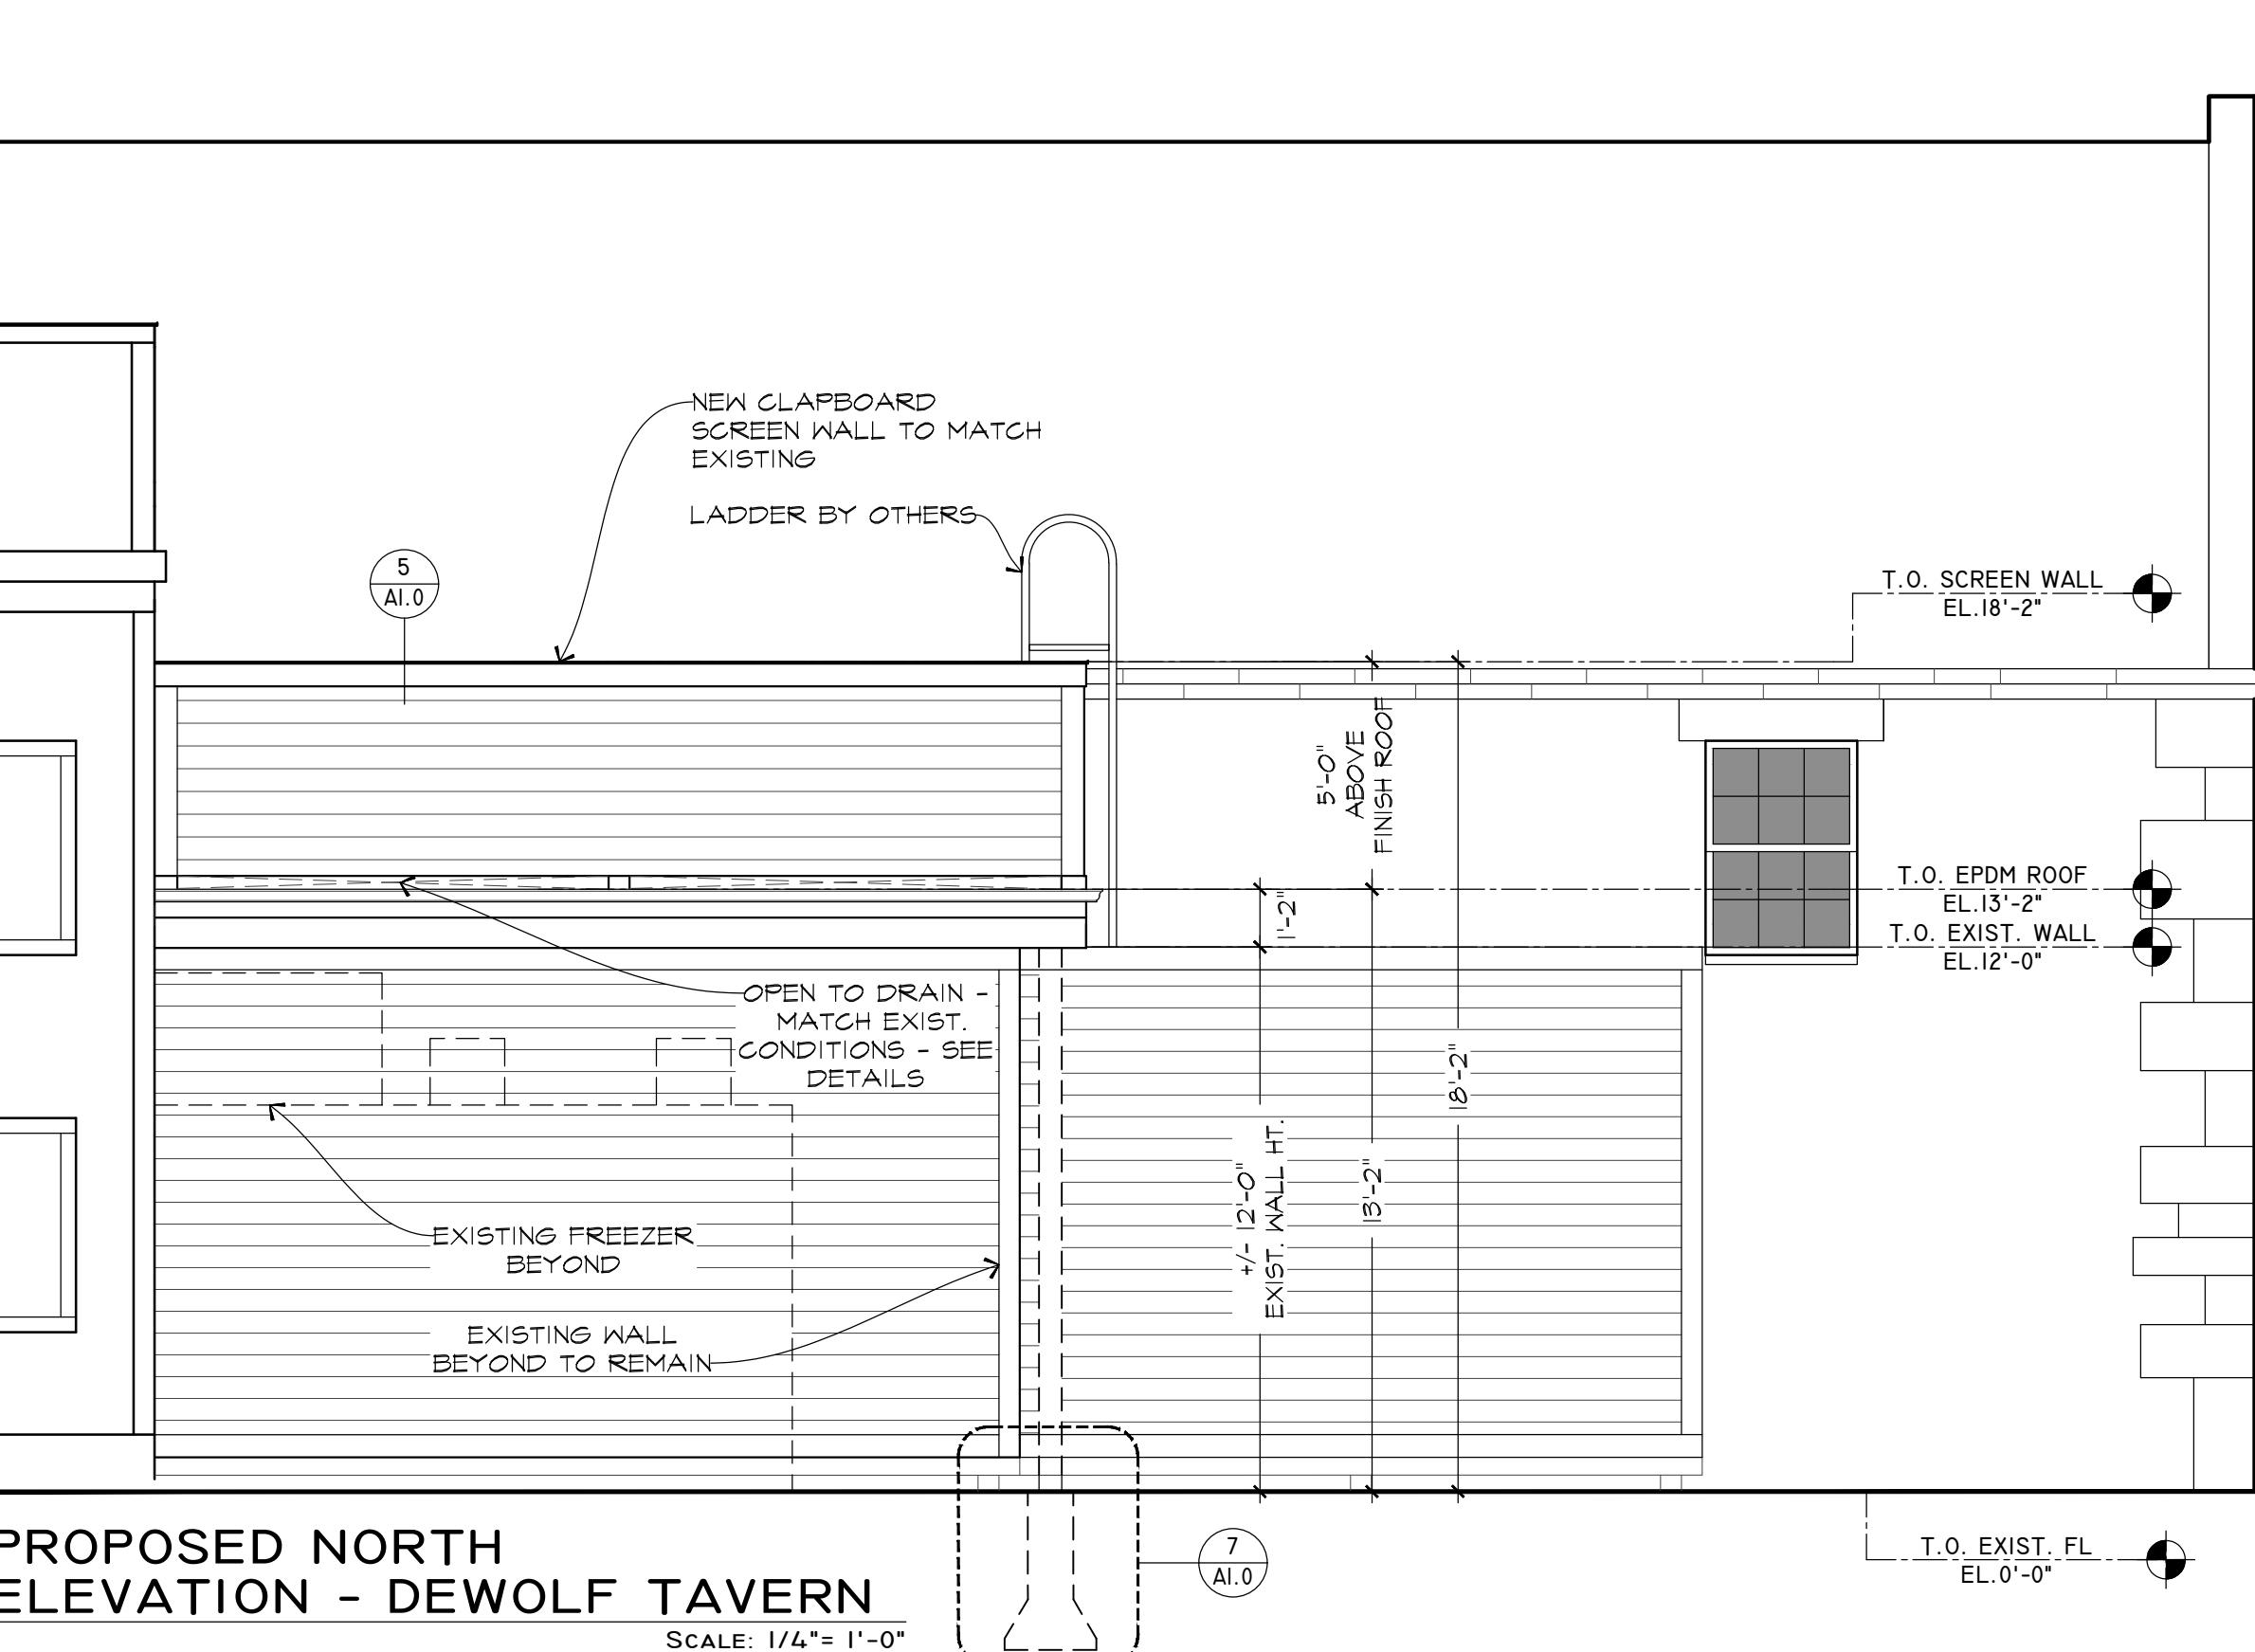 NEW CLAPBOARD
SCREEN WALL TO MATCH
EXISTING
LADDER BY OTHERS
5
A1.0
T.O. SCREEN WALL
EL.18'-2"
5'-0"
ABOVE
FINISH ROOF
T.O. EPDM ROOF
EL.13'-2"
1'-2"
T.O. EXIST. WALL
EL.12'-0"
OPEN TO DRAIN -
MATCH EXIST.
CONDITIONS - SEE
DETAILS
18'-2"
13'-2"
+/- 12'-0"
EXIST. WALL HT.
EXISTING FREEZER
BEYOND
EXISTING WALL
BEYOND TO REMAIN
PROPOSED NORTH
ELEVATION - DEWOLF TAVERN
SCALE: 1/4"= 1'-0"
7
A1.0
T.O. EXIST. FL
EL.0'-0"